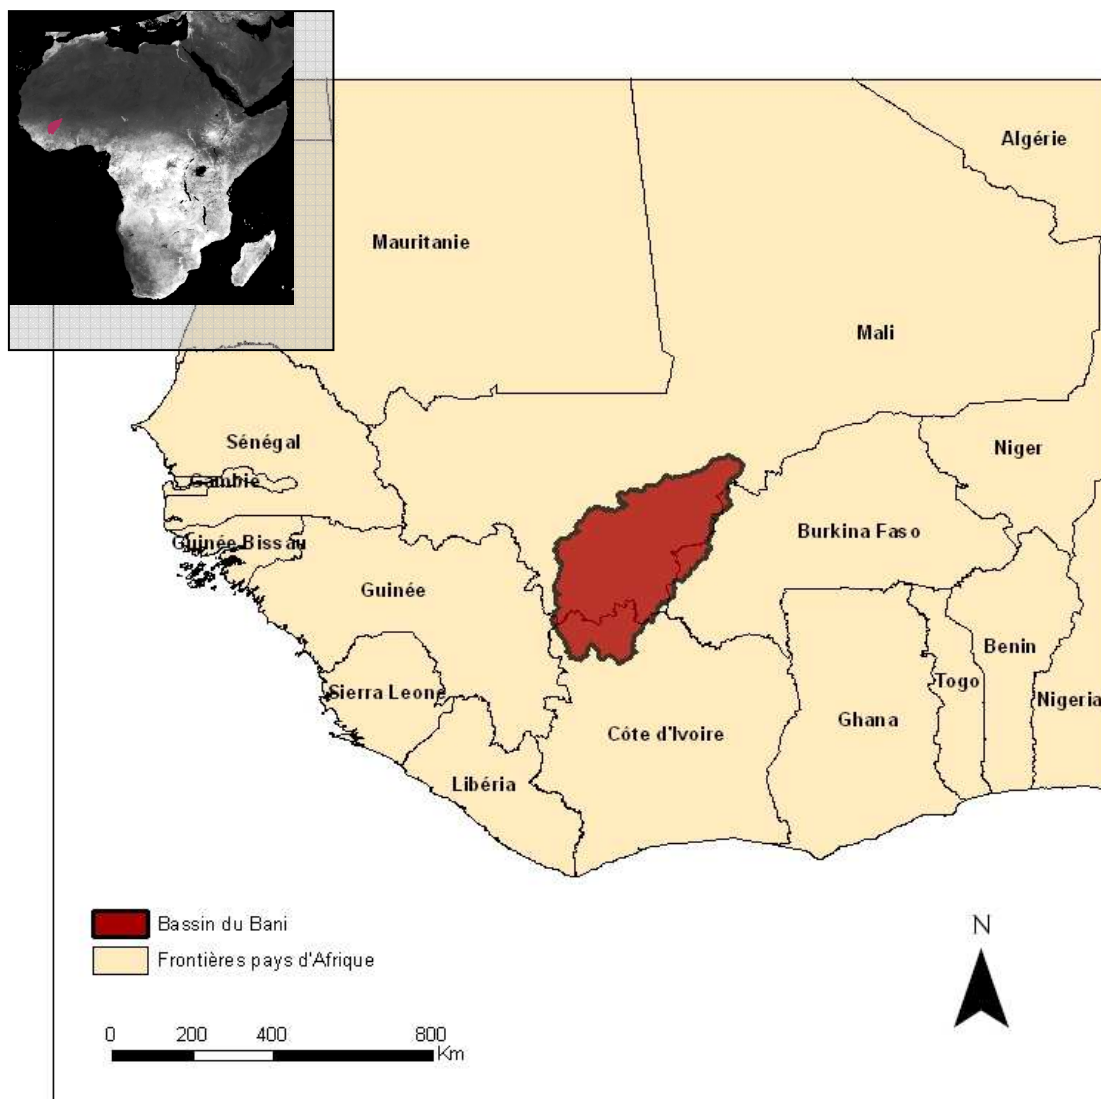 Algérie
Mauritanie
Mali
Sénégal
Niger
Gambie
Burkina Faso
Guinée Bissau
Guinée
Benin
Togo
Sierra Leone
Nigeria
Ghana
Côte d'Ivoire
Libéria
Bassin du Bani
Frontières pays d'Afrique
N
0 200 400 800
Km